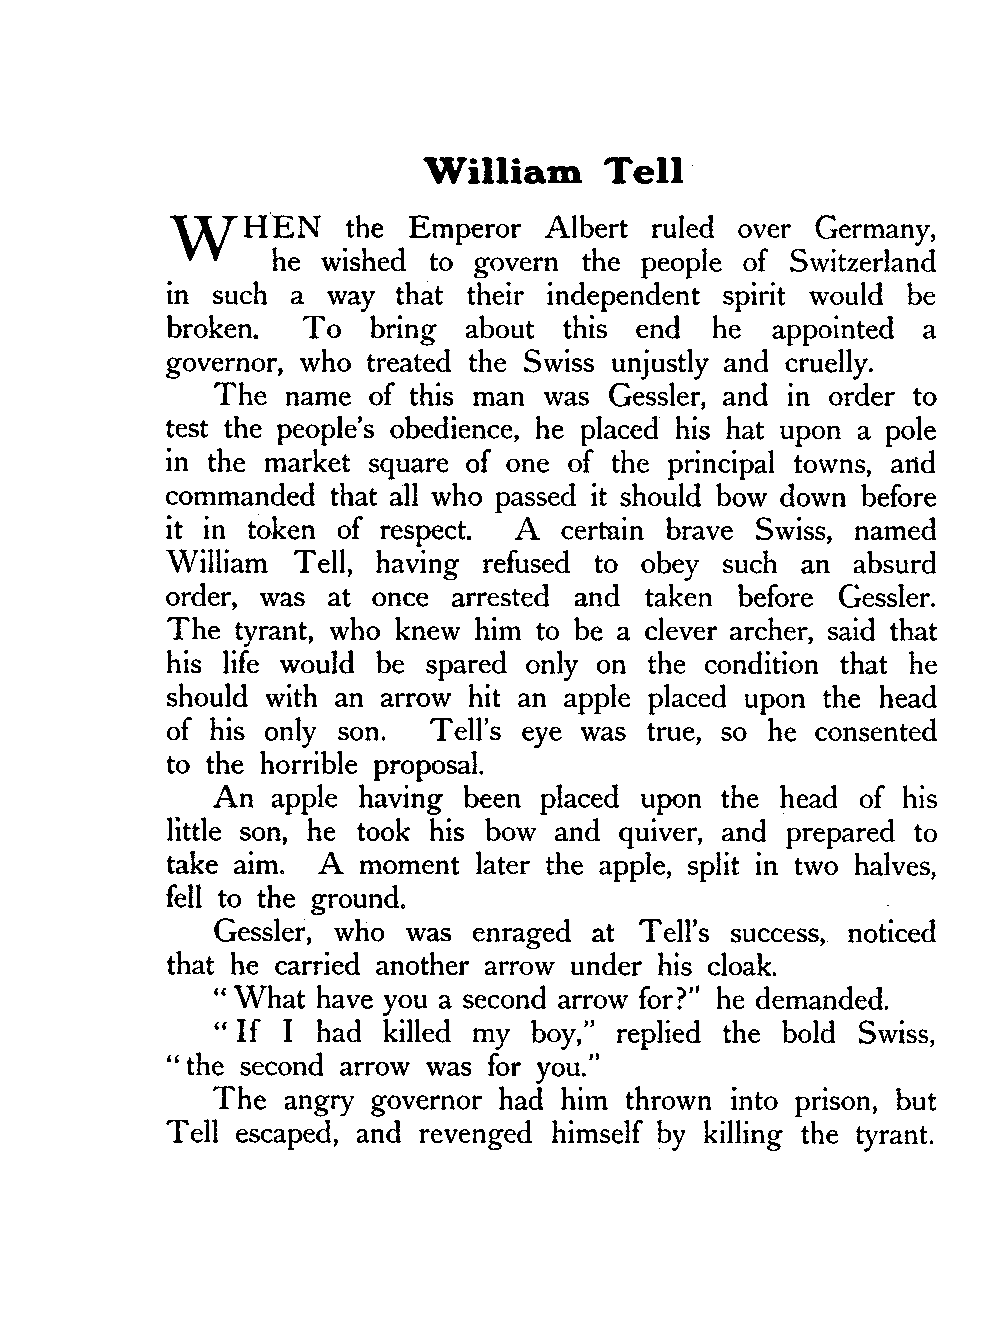 William Tell
WHEN the Emperor Albert ruled over Germany,
he wished to govern the people of Switzerland
in such a way that their independent spirit would be
broken. To bring about this end he appointed a
governor, who treated the Swiss unjustly and cruelly.
The name of this man was Gessler, and in order to
test the people's obedience, he placed his hat upon a pole
in the market square of one of the principal towns, and
commanded that all who passed it should bow down before
it in token of respect. A certain brave Swiss, named
William Tell, having refused to obey such an absurd
order, was at once arrested and taken before Gessler.
The tyrant, who knew him to be a clever archer, said that
his life would be spared only on the condition that he
should with an arrow hit an apple placed upon the head
of his only son. Tell's eye was true, so he consented
to the horrible proposal.
An apple having been placed upon the head of his
little son, he took his bow and quiver, and prepared to
take aim. A moment later the apple, split in two halves,
fell to the ground.
Gessler, who was enraged at Tell's success, noticed
that he carried another arrow under his cloak.
"What have you a second arrow for?" he demanded.
"If I had killed my boy," replied the bold Swiss,
"the second arrow was for you."
The angry governor had him thrown into prison, but
Tell escaped, and revenged himself by killing the tyrant.